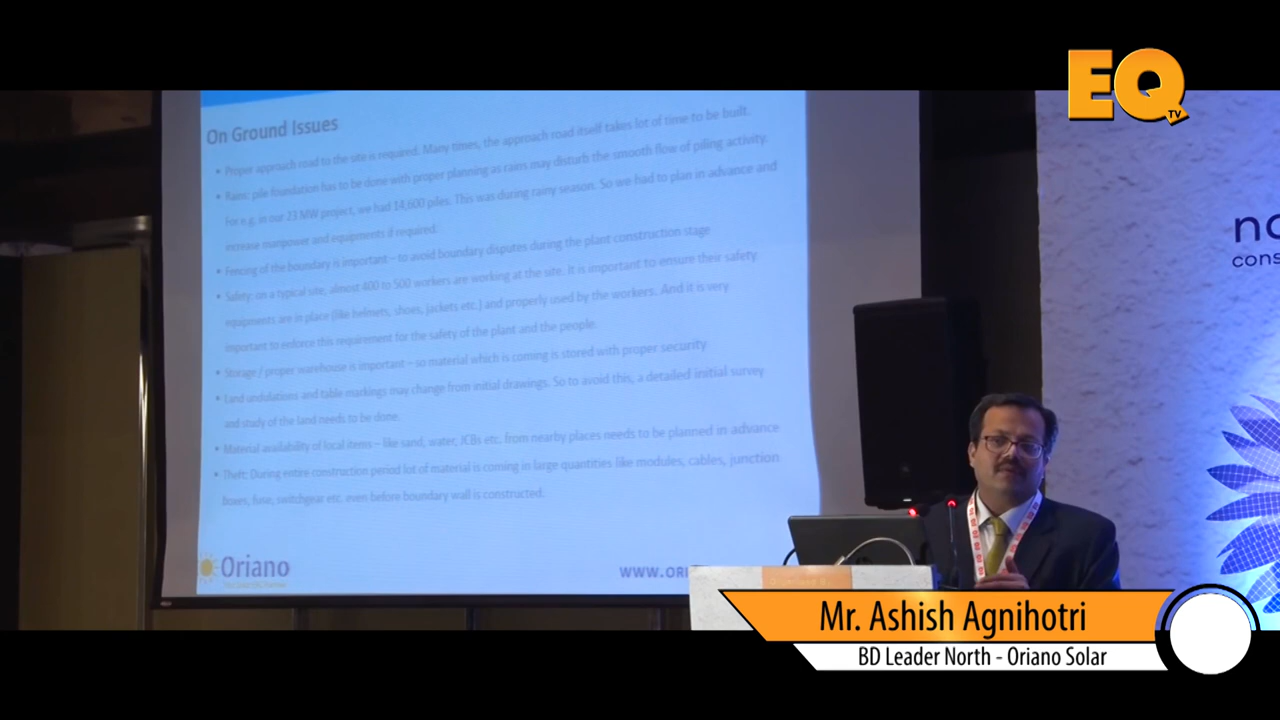 EQ
TV
On Ground Issues
• Proper approach road to the site is required. Many times, the approach road itself takes lot of time to be built.
• Rains: pile foundation has to be done with proper planning as rains may disturb the smooth flow of piling activity.
For e.g. in our 23 MW project, we had 14,600 piles. This was during rainy season. So we had to plan in advance and
increase manpower and equipments if required.
• Fencing of the boundary is important – to avoid boundary disputes during the plant construction stage
• Safety: on a typical site, almost 400 to 500 workers are working at the site. It is important to ensure their safety
equipments are in place (like helmets, shoes, jackets etc.) and properly used by the workers. And it is very
important to enforce this requirement for the safety of the plant and the people.
• Storage / proper warehouse is important – so material which is coming is stored with proper security
• Land undulations and table markings may change from initial drawings. So to avoid this, a detailed initial survey
and study of the land needs to be done.
• Material availability of local items – like sand, water, JCBs etc. from nearby places needs to be planned in advance
• Theft: During entire construction period lot of material is coming in large quantities like modules, cables, junction
boxes, fuse, switchgear etc. even before boundary wall is constructed.
Oriano
WWW.ORI
no
cons
Mr. Ashish Agnihotri
BD Leader North - Oriano Solar